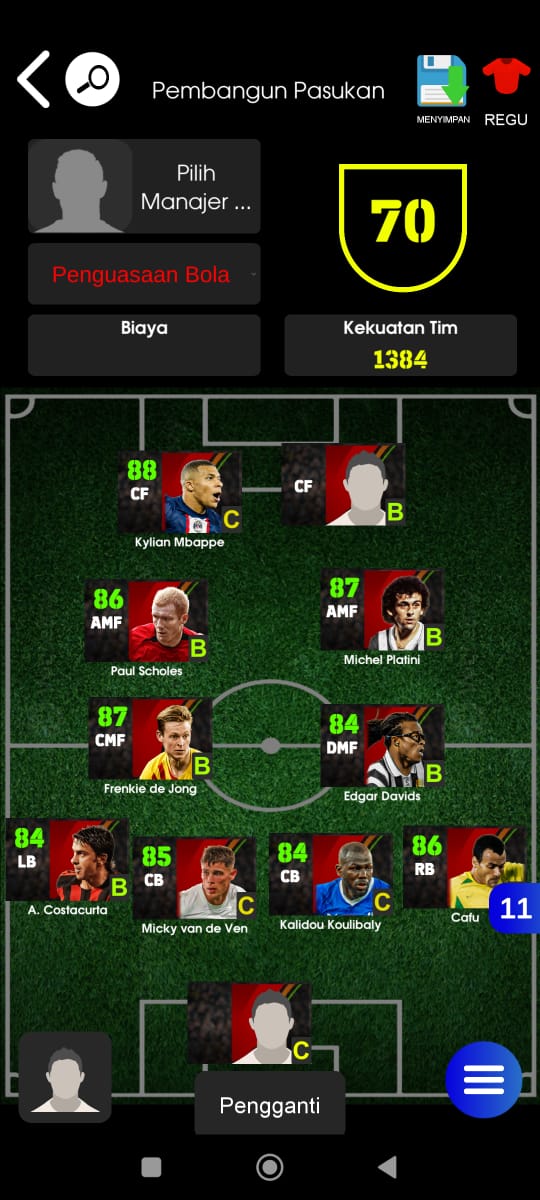 Pembangun Pasukan
MENYIMPAN
REGU
Pilih
Manajer ...
70
Penguasaan Bola
Biaya
Kekuatan Tim
1384
88
CF
C
Kylian Mbappe
CF
B
86
AMF
B
Paul Scholes
87
AMF
B
Michel Platini
87
CMF
B
Frenkie de Jong
84
DMF
B
Edgar Davids
84
LB
B
A. Costacurta
85
CB
C
Micky van de Ven
84
CB
C
Kalidou Koulibaly
86
RB
Cafu
11
C
Pengganti